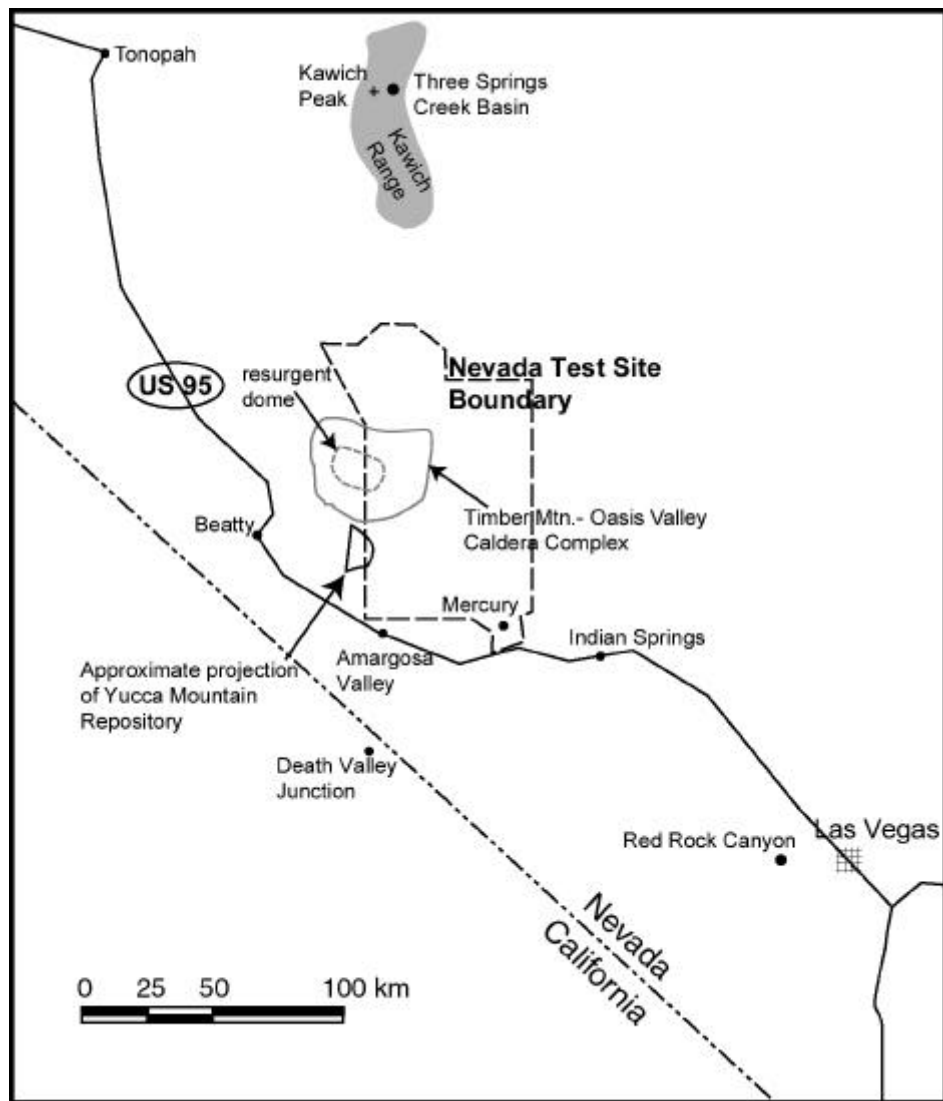 Tonopah
Kawich
Peak
Three Springs
Creek Basin
Kawich
Range
US 95
resurgent
dome
Nevada Test Site
Boundary
Beatty
Timber Mtn.- Oasis Valley
Caldera Complex
Mercury
Indian Springs
Amargosa
Valley
Approximate projection
of Yucca Mountain
Repository
Death Valley
Junction
Red Rock Canyon
Las Vegas
Nevada
California
0 25 50 100 km